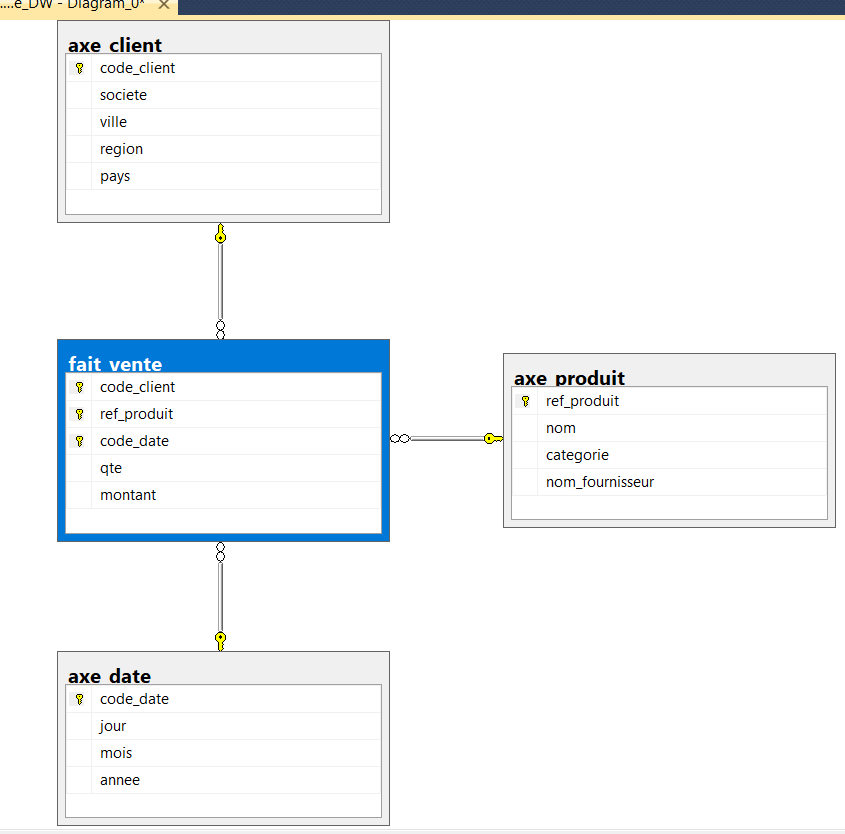 ....e_DW - Diagram_0*
axe_client
code_client
societe
ville
region
pays
fait_vente
code_client
ref_produit
code_date
qte
montant
axe_produit
ref_produit
nom
categorie
nom_fournisseur
axe_date
code_date
jour
mois
annee